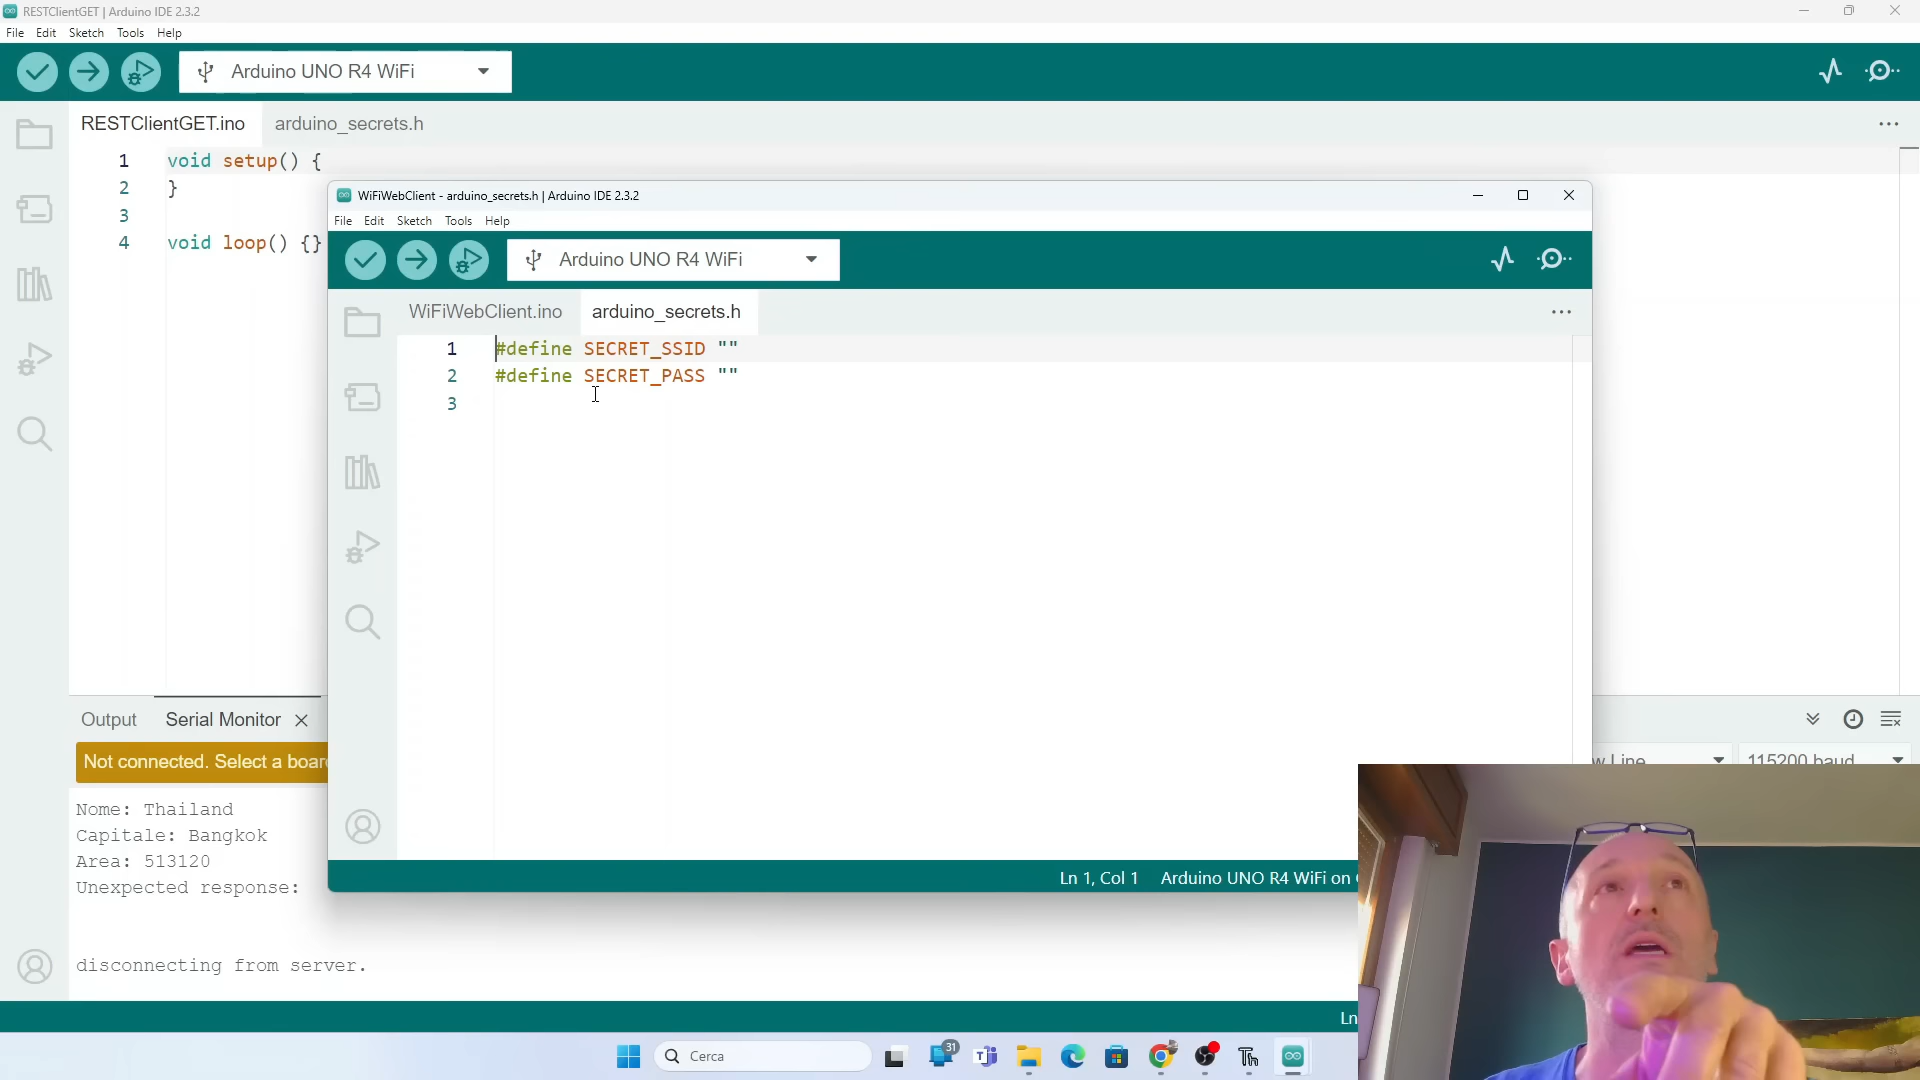 RESTClientGET | Arduino IDE 2.3.2
File Edit Sketch Tools Help
Arduino UNO R4 WiFi
RESTClientGET.ino arduino_secrets.h
1 void setup() {
2 }
3
4 void loop() {}
WiFiWebClient - arduino_secrets.h | Arduino IDE 2.3.2
File Edit Sketch Tools Help
Arduino UNO R4 WiFi
WiFiWebClient.ino arduino_secrets.h
1 #define SECRET_SSID ""
2 #define SECRET_PASS ""
3
Ln 1, Col 1 Arduino UNO R4 WiFi on
Output Serial Monitor
Not connected. Select a board
Line 115200 baud
Nome: Thailand
Capitale: Bangkok
Area: 513120
Unexpected response:
disconnecting from server.
Ln
Cerca
31